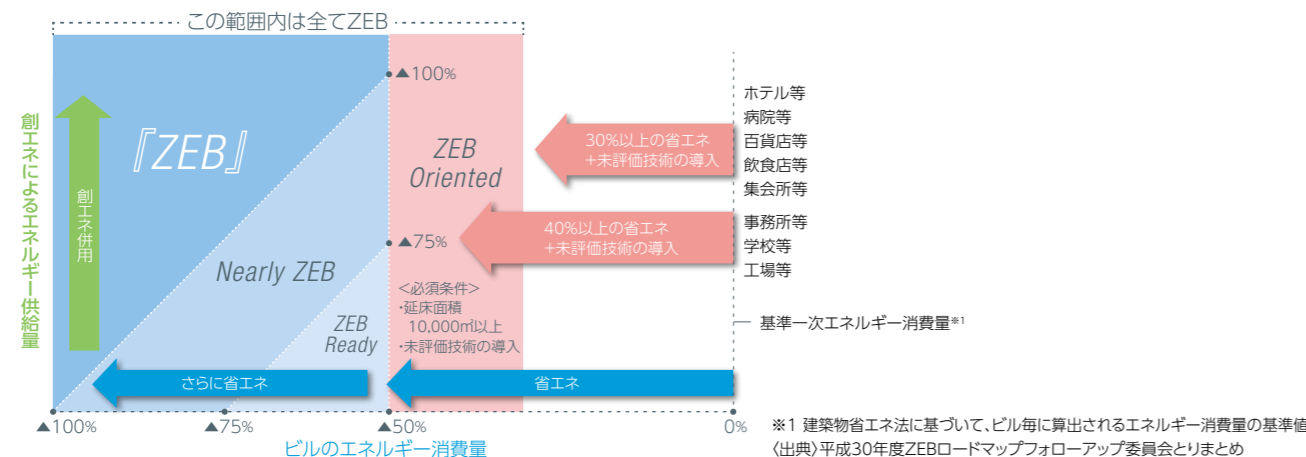 この範囲内は全てZEB
創エネによるエネルギー供給量
創エネ併用
『ZEB』
Nearly ZEB
ZEB
Ready
▲100%
▲75%
ZEB
Oriented
<必須条件>
・延床面積
10,000㎡以上
・未評価技術の導入
30%以上の省エネ
+未評価技術の導入
40%以上の省エネ
+未評価技術の導入
ホテル等
病院等
百貨店等
飲食店等
集会所等
事務所等
学校等
工場等
基準一次エネルギー消費量※1
さらに省エネ
省エネ
▲100%
▲75%
▲50%
0%
ビルのエネルギー消費量
※1 建築物省エネ法に基づいて、ビル毎に算出されるエネルギー消費量の基準値
〈出典〉平成30年度ZEBロードマップフォローアップ委員会とりまとめ